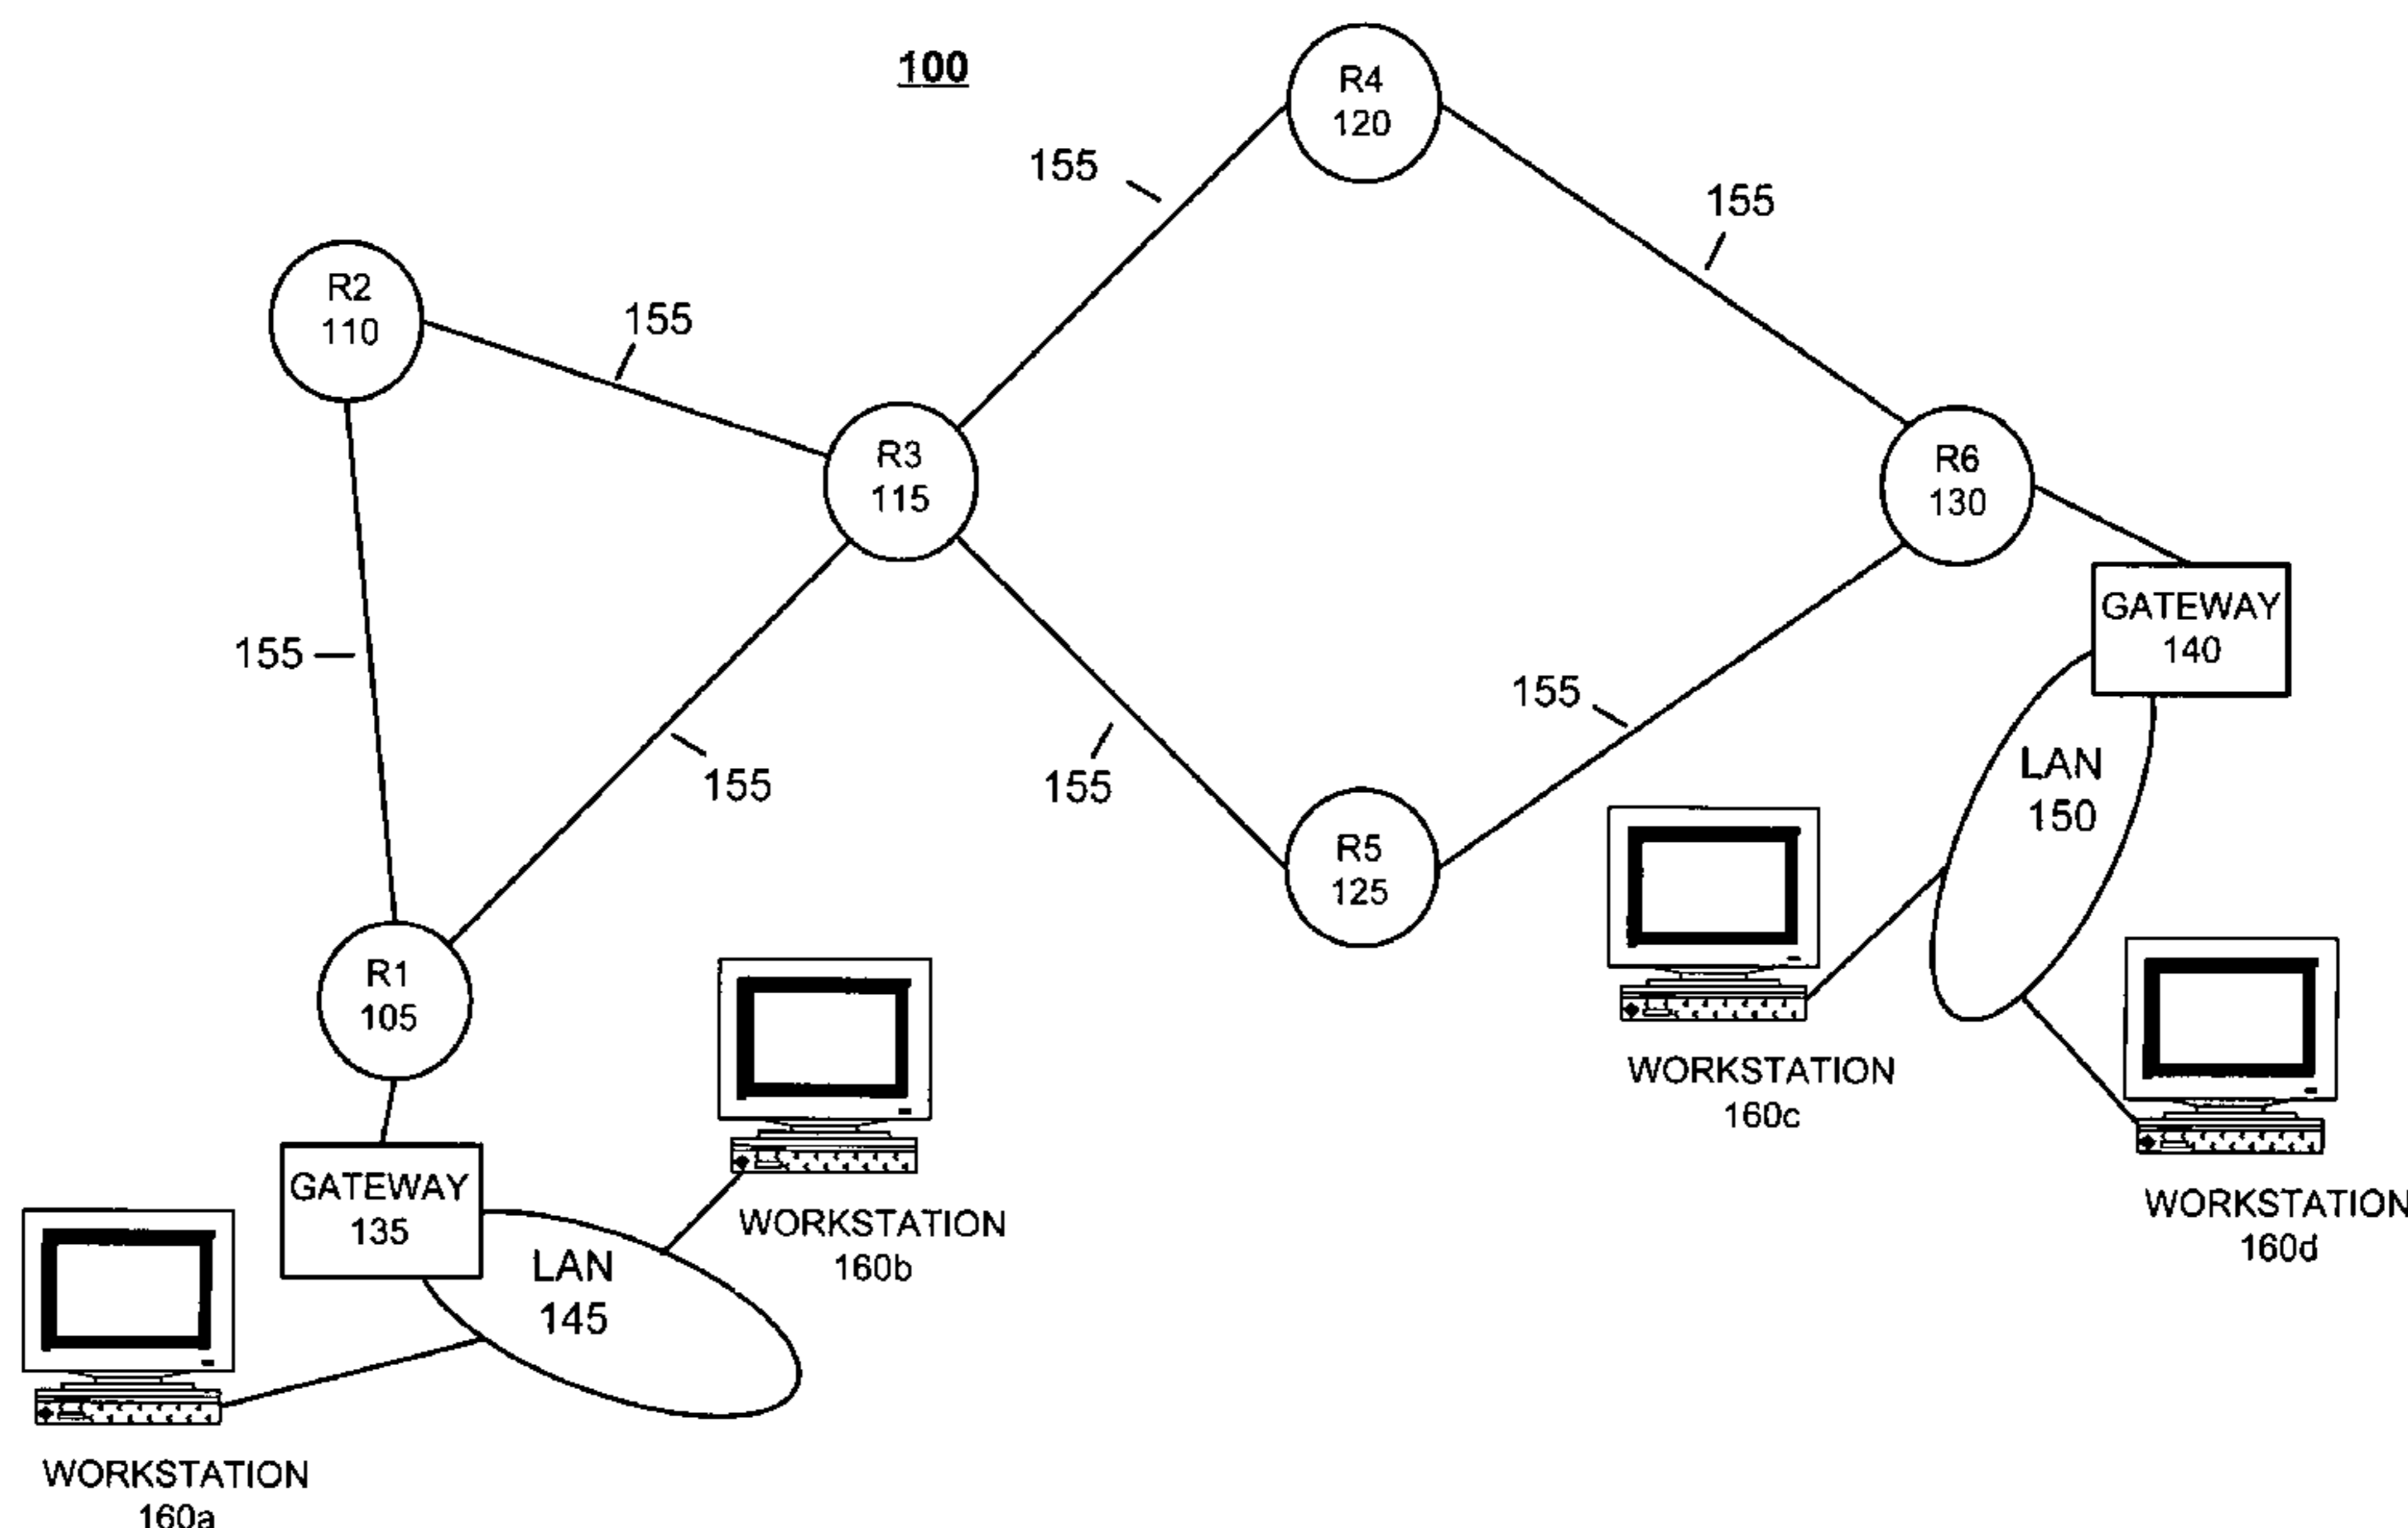 100
R4
120
155
155
R2
110
155
R3
115
R6
130
GATEWAY
140
155
155
155
155
LAN
150
R5
125
R1
105
WORKSTATION
160c
GATEWAY
135
WORKSTATION
160b
WORKSTATION
160d
LAN
145
WORKSTATION
160a